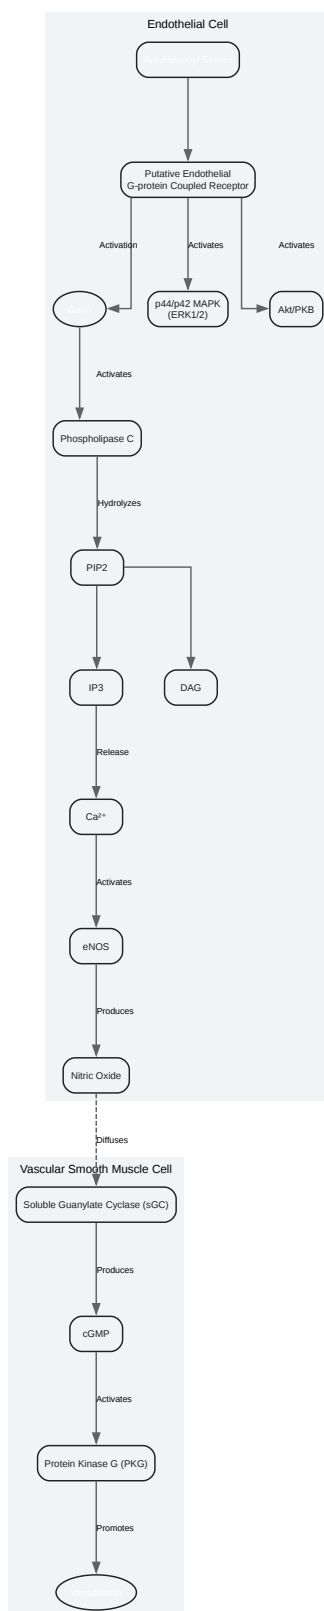 Endothelial Cell
Putative Endothelial
G-protein Coupled Receptor
Activation
Activates
Activates
p44/p42 MAPK
(ERK1/2)
Akt/PKB
Activates
Phospholipase C
Hydrolyzes
PIP2
IP3
DAG
Release
Ca²⁺
Activates
eNOS
Produces
Nitric Oxide
Diffuses
Vascular Smooth Muscle Cell
Soluble Guanylate Cyclase (sGC)
Produces
cGMP
Activates
Protein Kinase G (PKG)
Promotes